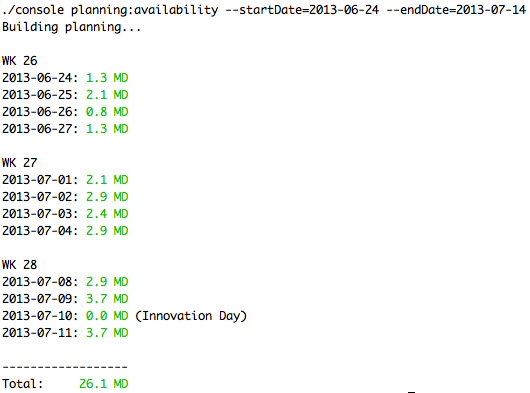 ./console planning:availability --startDate=2013-06-24 --endDate=2013-07-14
Building planning...
WK 26
2013-06-24: 1.3 MD
2013-06-25: 2.1 MD
2013-06-26: 0.8 MD
2013-06-27: 1.3 MD
WK 27
2013-07-01: 2.1 MD
2013-07-02: 2.9 MD
2013-07-03: 2.4 MD
2013-07-04: 2.9 MD
WK 28
2013-07-08: 2.9 MD
2013-07-09: 3.7 MD
2013-07-10: 0.0 MD (Innovation Day)
2013-07-11: 3.7 MD
------------------
Total:     26.1 MD